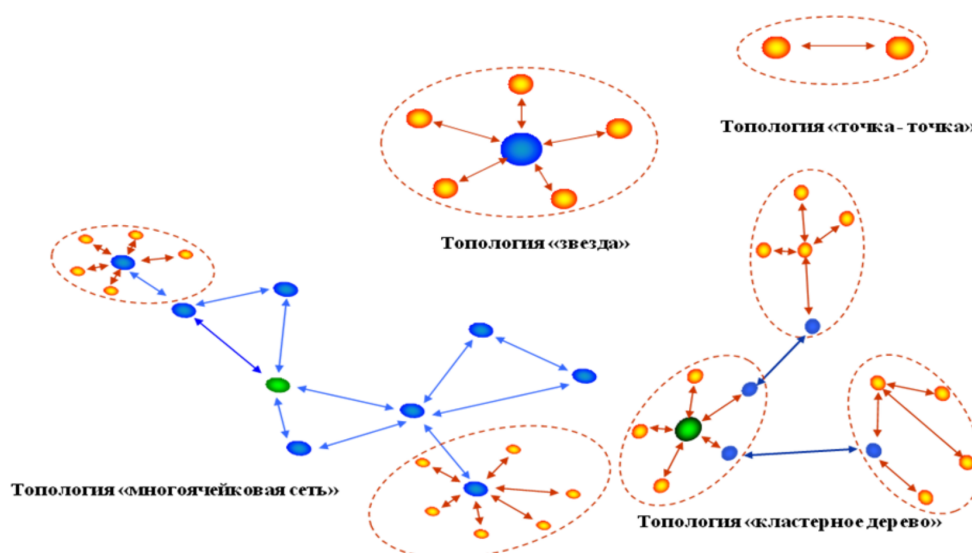 Топология «точка - точка»
Топология «звезда»
Топология «многоячейковая сеть»
Топология «кластерное дерево»